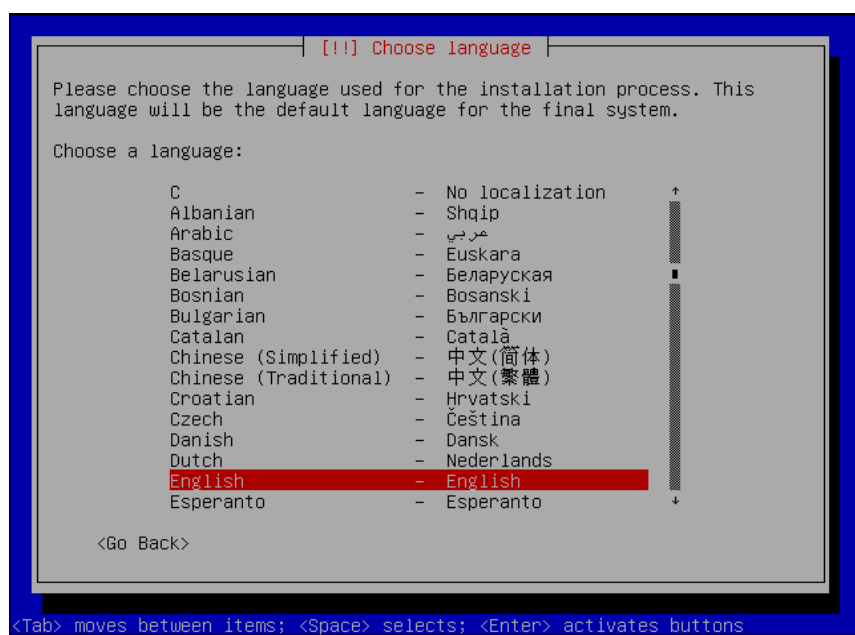 [!!] Choose language
Please choose the language used for the installation process. This
language will be the default language for the final system.
Choose a language:
C - No localization
Albanian - Shqip
Arabic - عربي
Basque - Euskara
Belarusian - Беларуская
Bosnian - Bosanski
Bulgarian - Български
Catalan - Català
Chinese (Simplified) - 中文(简体)
Chinese (Traditional) - 中文(繁體)
Croatian - Hrvatski
Czech - Čeština
Danish - Dansk
Dutch - Nederlands
English - English
Esperanto - Esperanto
<Go Back>
<Tab> moves between items; <Space> selects; <Enter> activates buttons